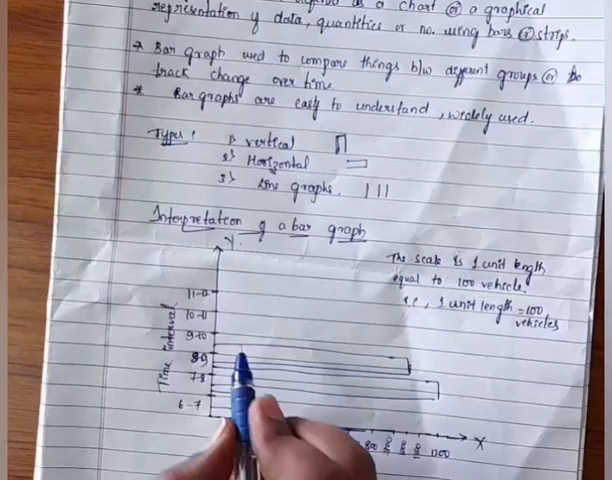 as a chart or a graphical
representation of data, quantities or no. using bars or strips.
→ Bar graph used to compare things b/w different groups or to
track change over time.
* Bar graphs are easy to understand, widely used.
Types: 1) vertical
2) Horizontal
3) Line graphs.
Interpretation of a bar graph
Y
The scale is 1 unit length
equal to 100 vehicle.
i.e, 1 unit length = 100
vehicles
Time interval
11-12
10-11
9-10
8-9
7-8
6-7
800
1200
X